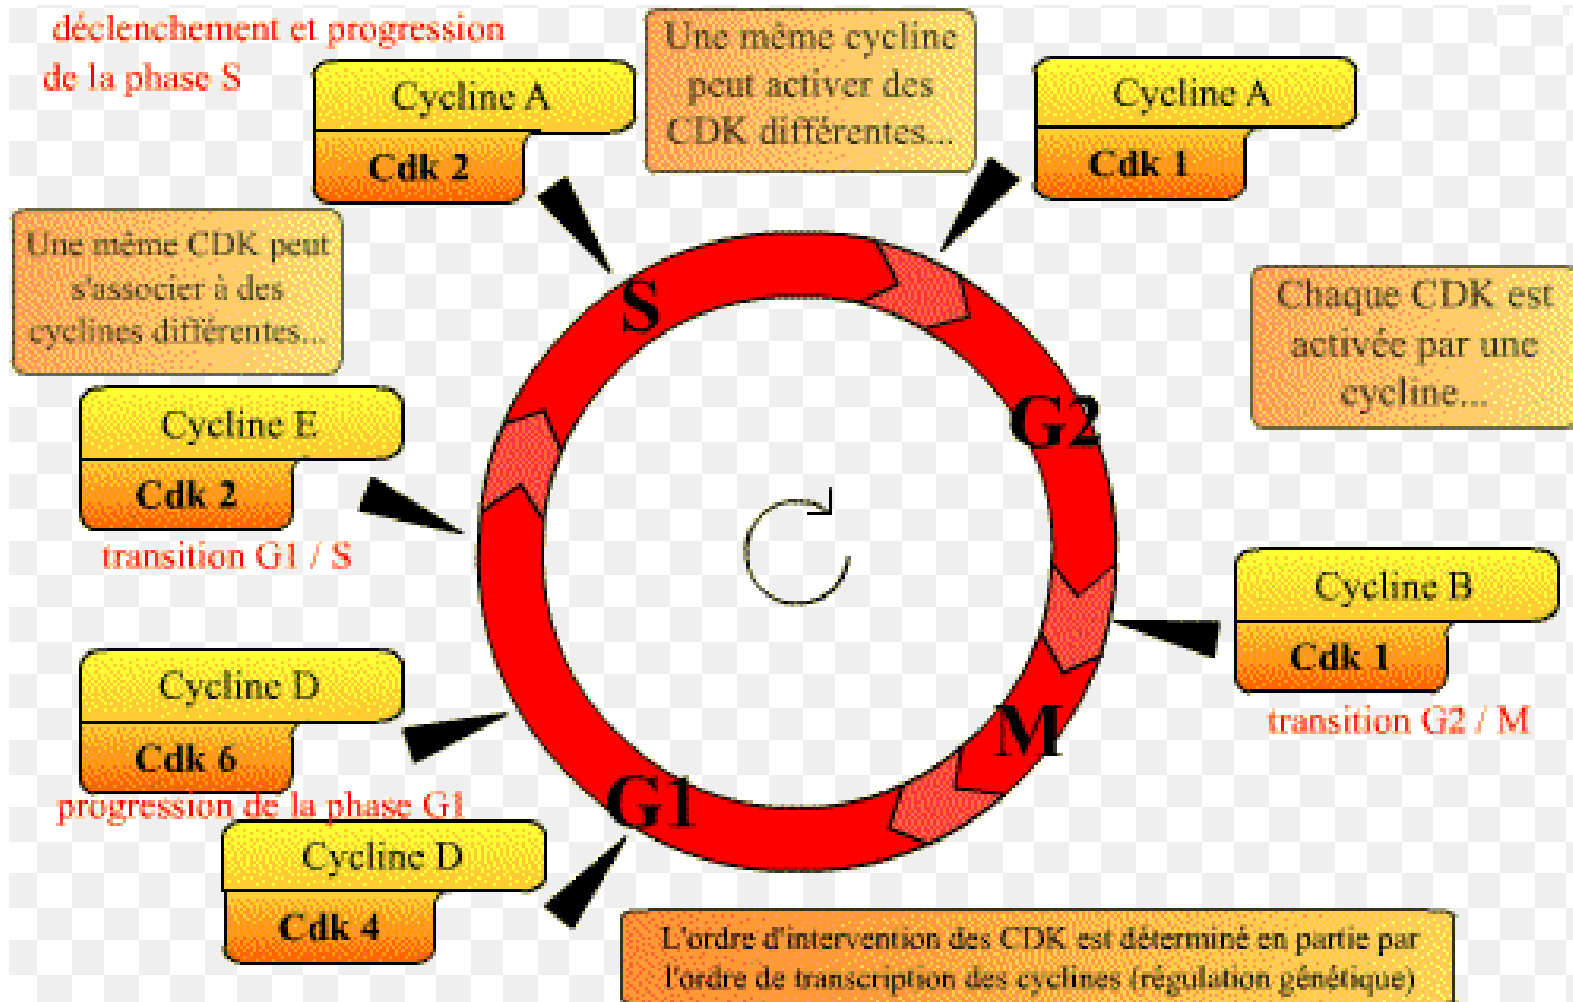 déclenchement et progression
de la phase S
Cycline A
Cdk 2
Une même cycline
peut activer des
CDK différentes...
Cycline A
Cdk 1
Une même CDK peut
s'associer à des
cyclines différentes...
Chaque CDK est
activée par une
cycline...
S
G2
Cycline E
Cdk 2
transition G1 / S
Cycline B
Cdk 1
transition G2 / M
Cycline D
Cdk 6
progression de la phase G1
M
G1
Cycline D
Cdk 4
L'ordre d'intervention des CDK est déterminé en partie par
l'ordre de transcription des cyclines (régulation génétique)